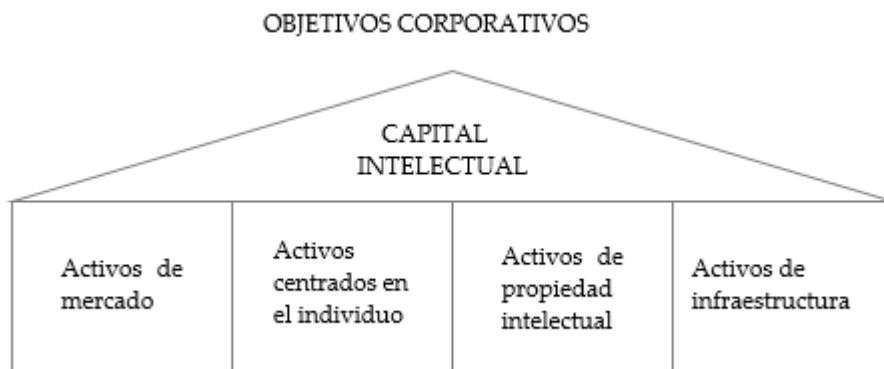 OBJETIVOS CORPORATIVOS
CAPITAL
INTELECTUAL
Activos de
mercado
Activos
centrados en
el individuo
Activos de
propiedad
intelectual
Activos de
infraestructura